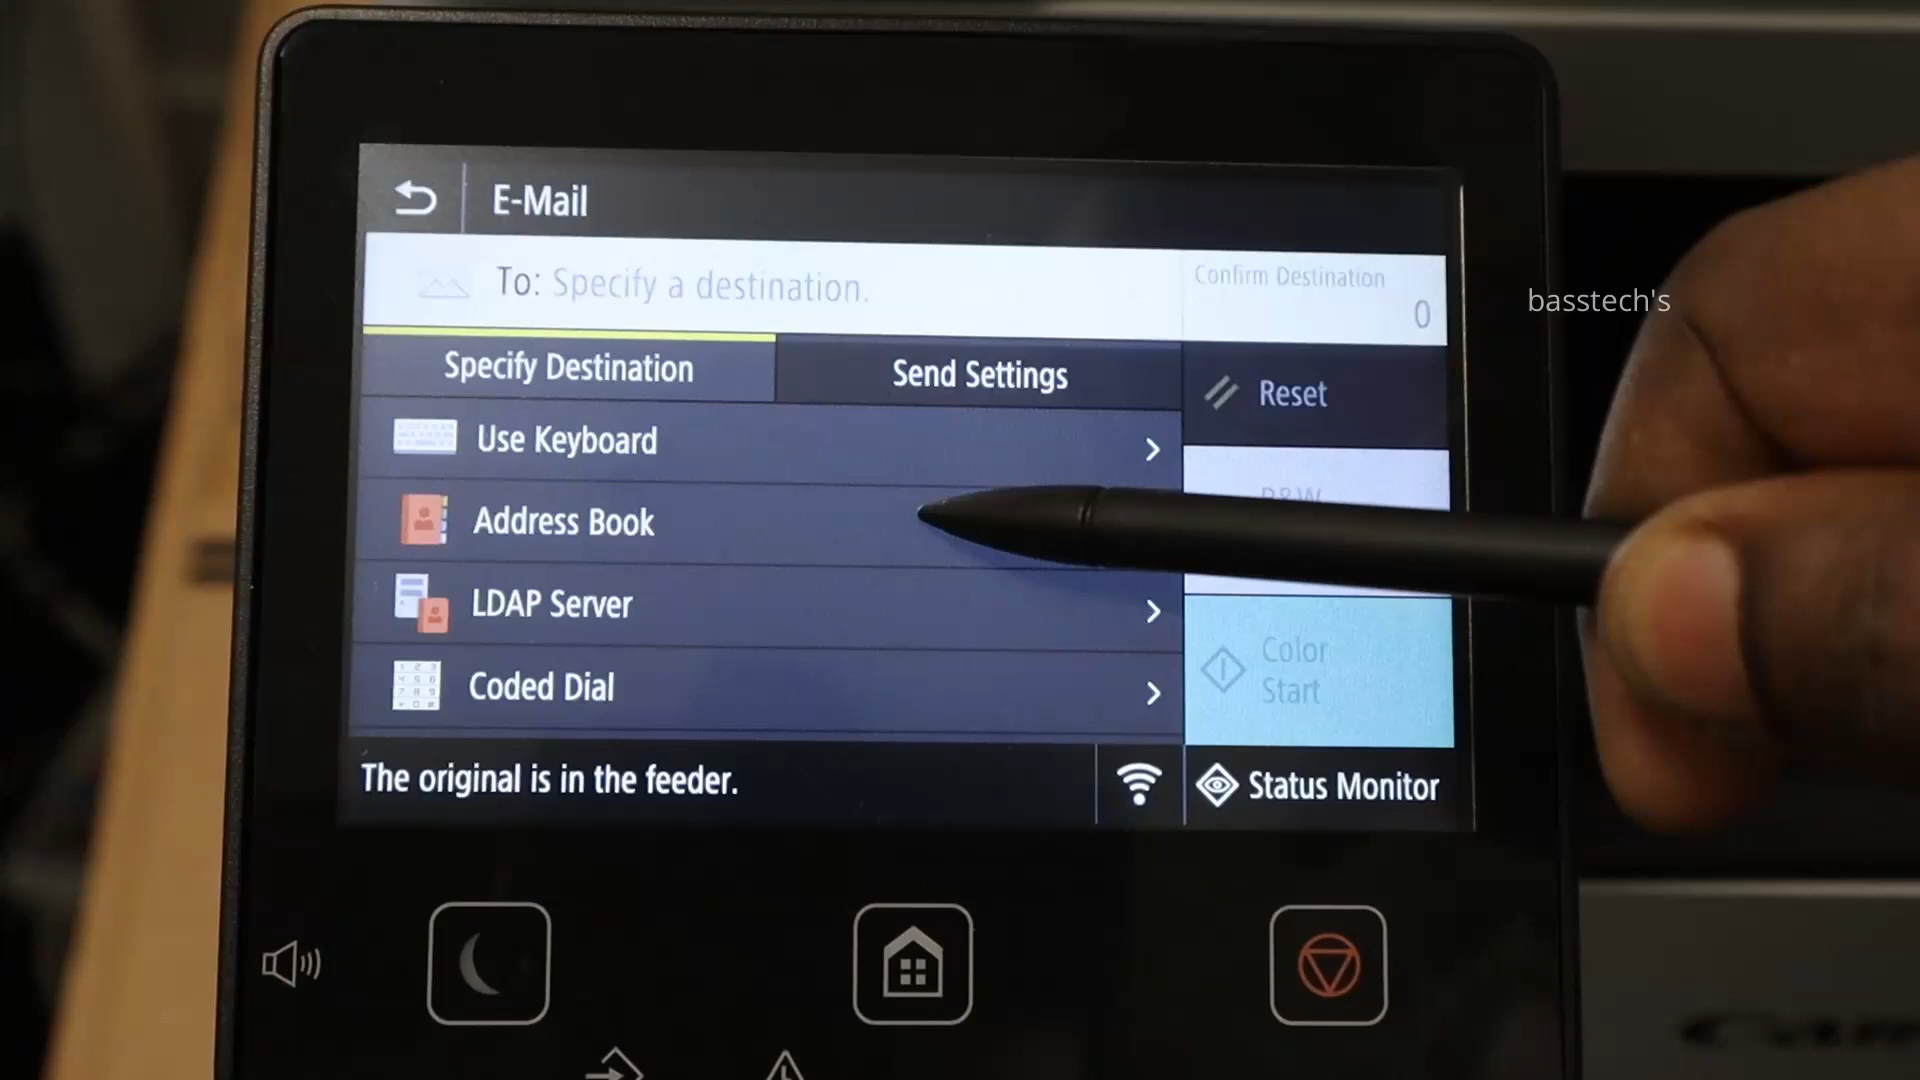 E-Mail
To: Specify a destination.
Confirm Destination
0
basstech's
Specify Destination
Send Settings
Reset
Use Keyboard
B&W
Address Book
LDAP Server
Color
Start
Coded Dial
The original is in the feeder.
Status Monitor